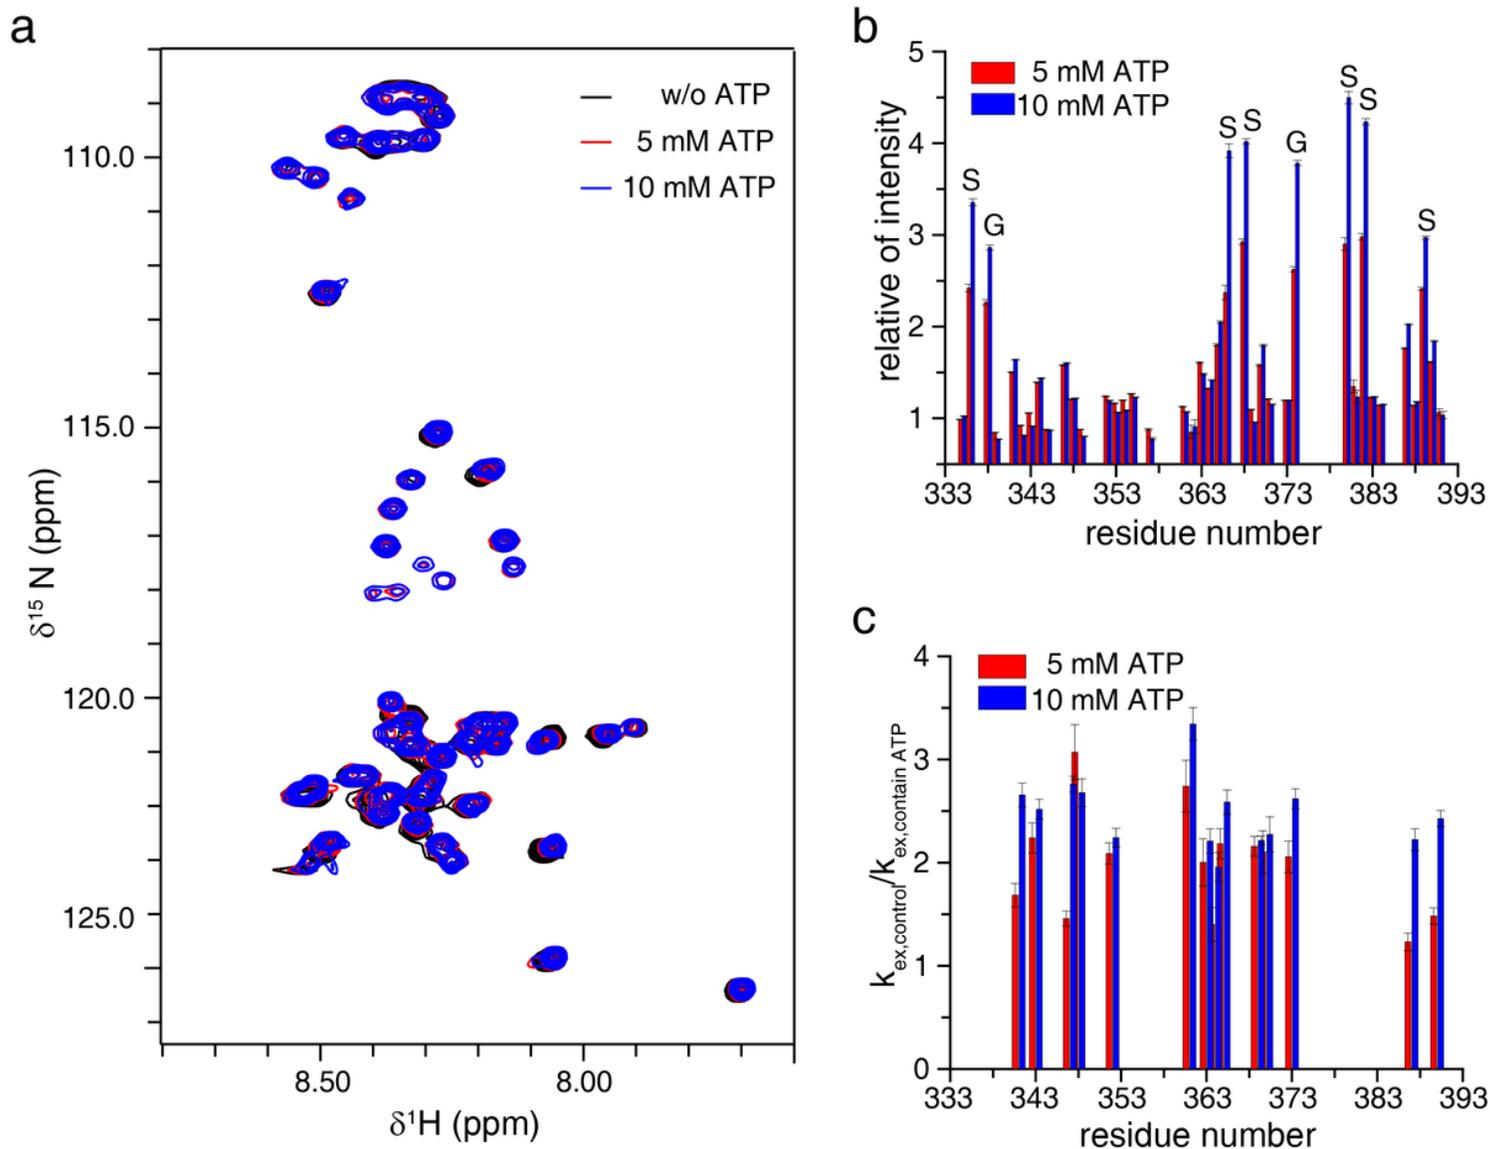 a
w/o ATP
5 mM ATP
10 mM ATP
110.0
115.0
120.0
125.0
δ15 N (ppm)
8.50 8.00
δ1H (ppm)
b
5 mM ATP
10 mM ATP
5
4
3
2
1
relative of intensity
S
G
S
S
G
S
S
S
333 343 353 363 373 383 393
residue number
c
5 mM ATP
10 mM ATP
4
3
2
1
0
kex,control/kex,contain ATP
333 343 353 363 373 383 393
residue number